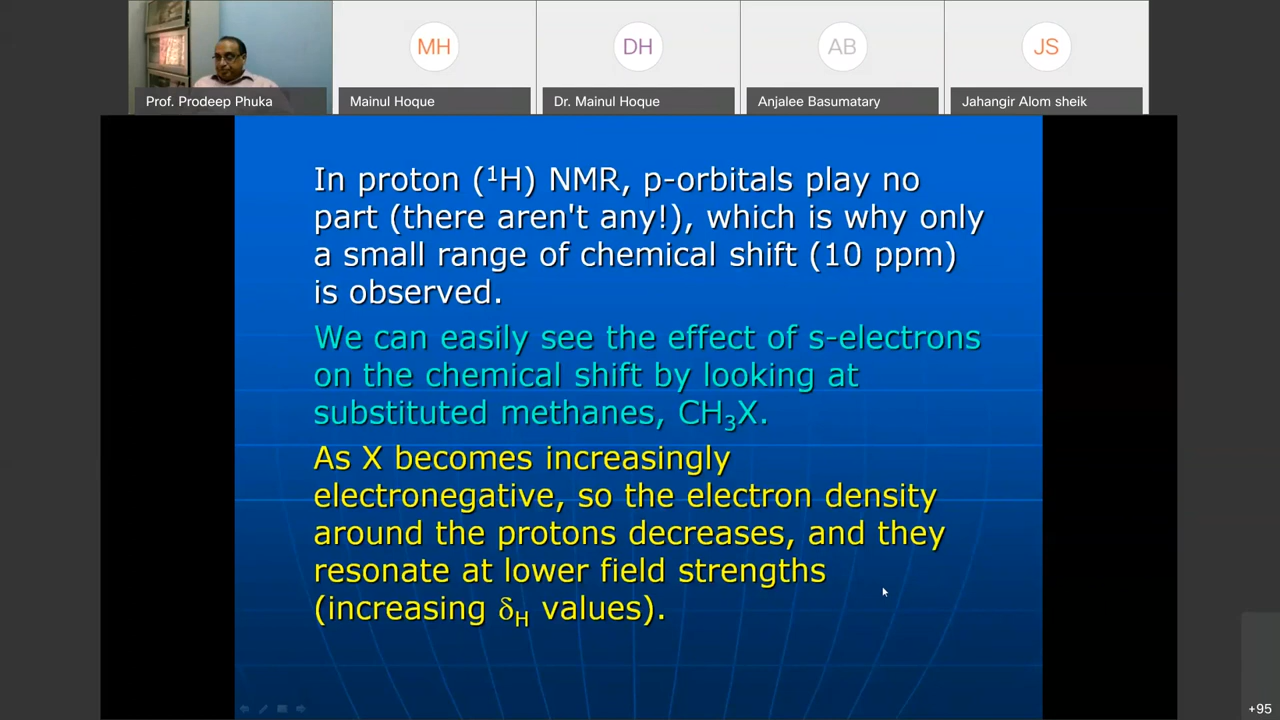 MH
DH
AB
JS
Prof. Prodeep Phuka
Mainul Hoque
Dr. Mainul Hoque
Anjalee Basumatary
Jahangir Alom sheik
In proton (¹H) NMR, p-orbitals play no
part (there aren't any!), which is why only
a small range of chemical shift (10 ppm)
is observed.
We can easily see the effect of s-electrons
on the chemical shift by looking at
substituted methanes, CH₃X.
As X becomes increasingly
electronegative, so the electron density
around the protons decreases, and they
resonate at lower field strengths
(increasing δH values).
+95